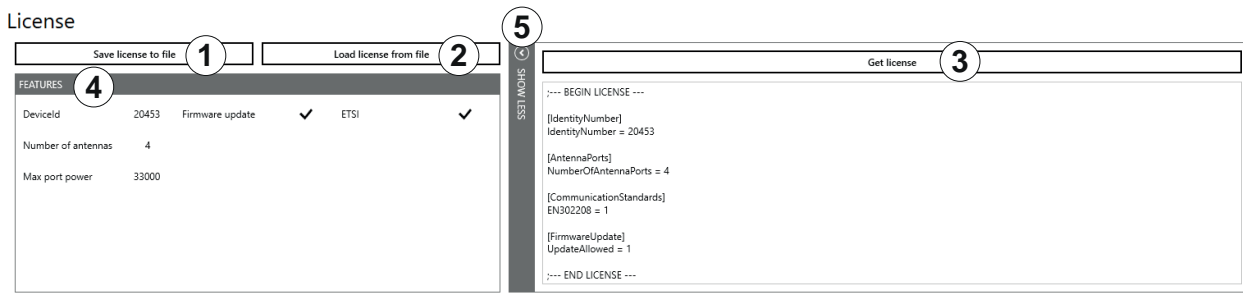 License
Save license to file 1
Load license from file 2
5
Get license 3
FEATURES 4
DeviceId 20453 Firmware update ✓ ETSI ✓
Number of antennas 4
Max port power 33000
SHOW LESS
;--- BEGIN LICENSE ---
[IdentityNumber]
IdentityNumber = 20453
[AntennaPorts]
NumberOfAntennaPorts = 4
[CommunicationStandards]
EN302208 = 1
[FirmwareUpdate]
UpdateAllowed = 1
;--- END LICENSE ---